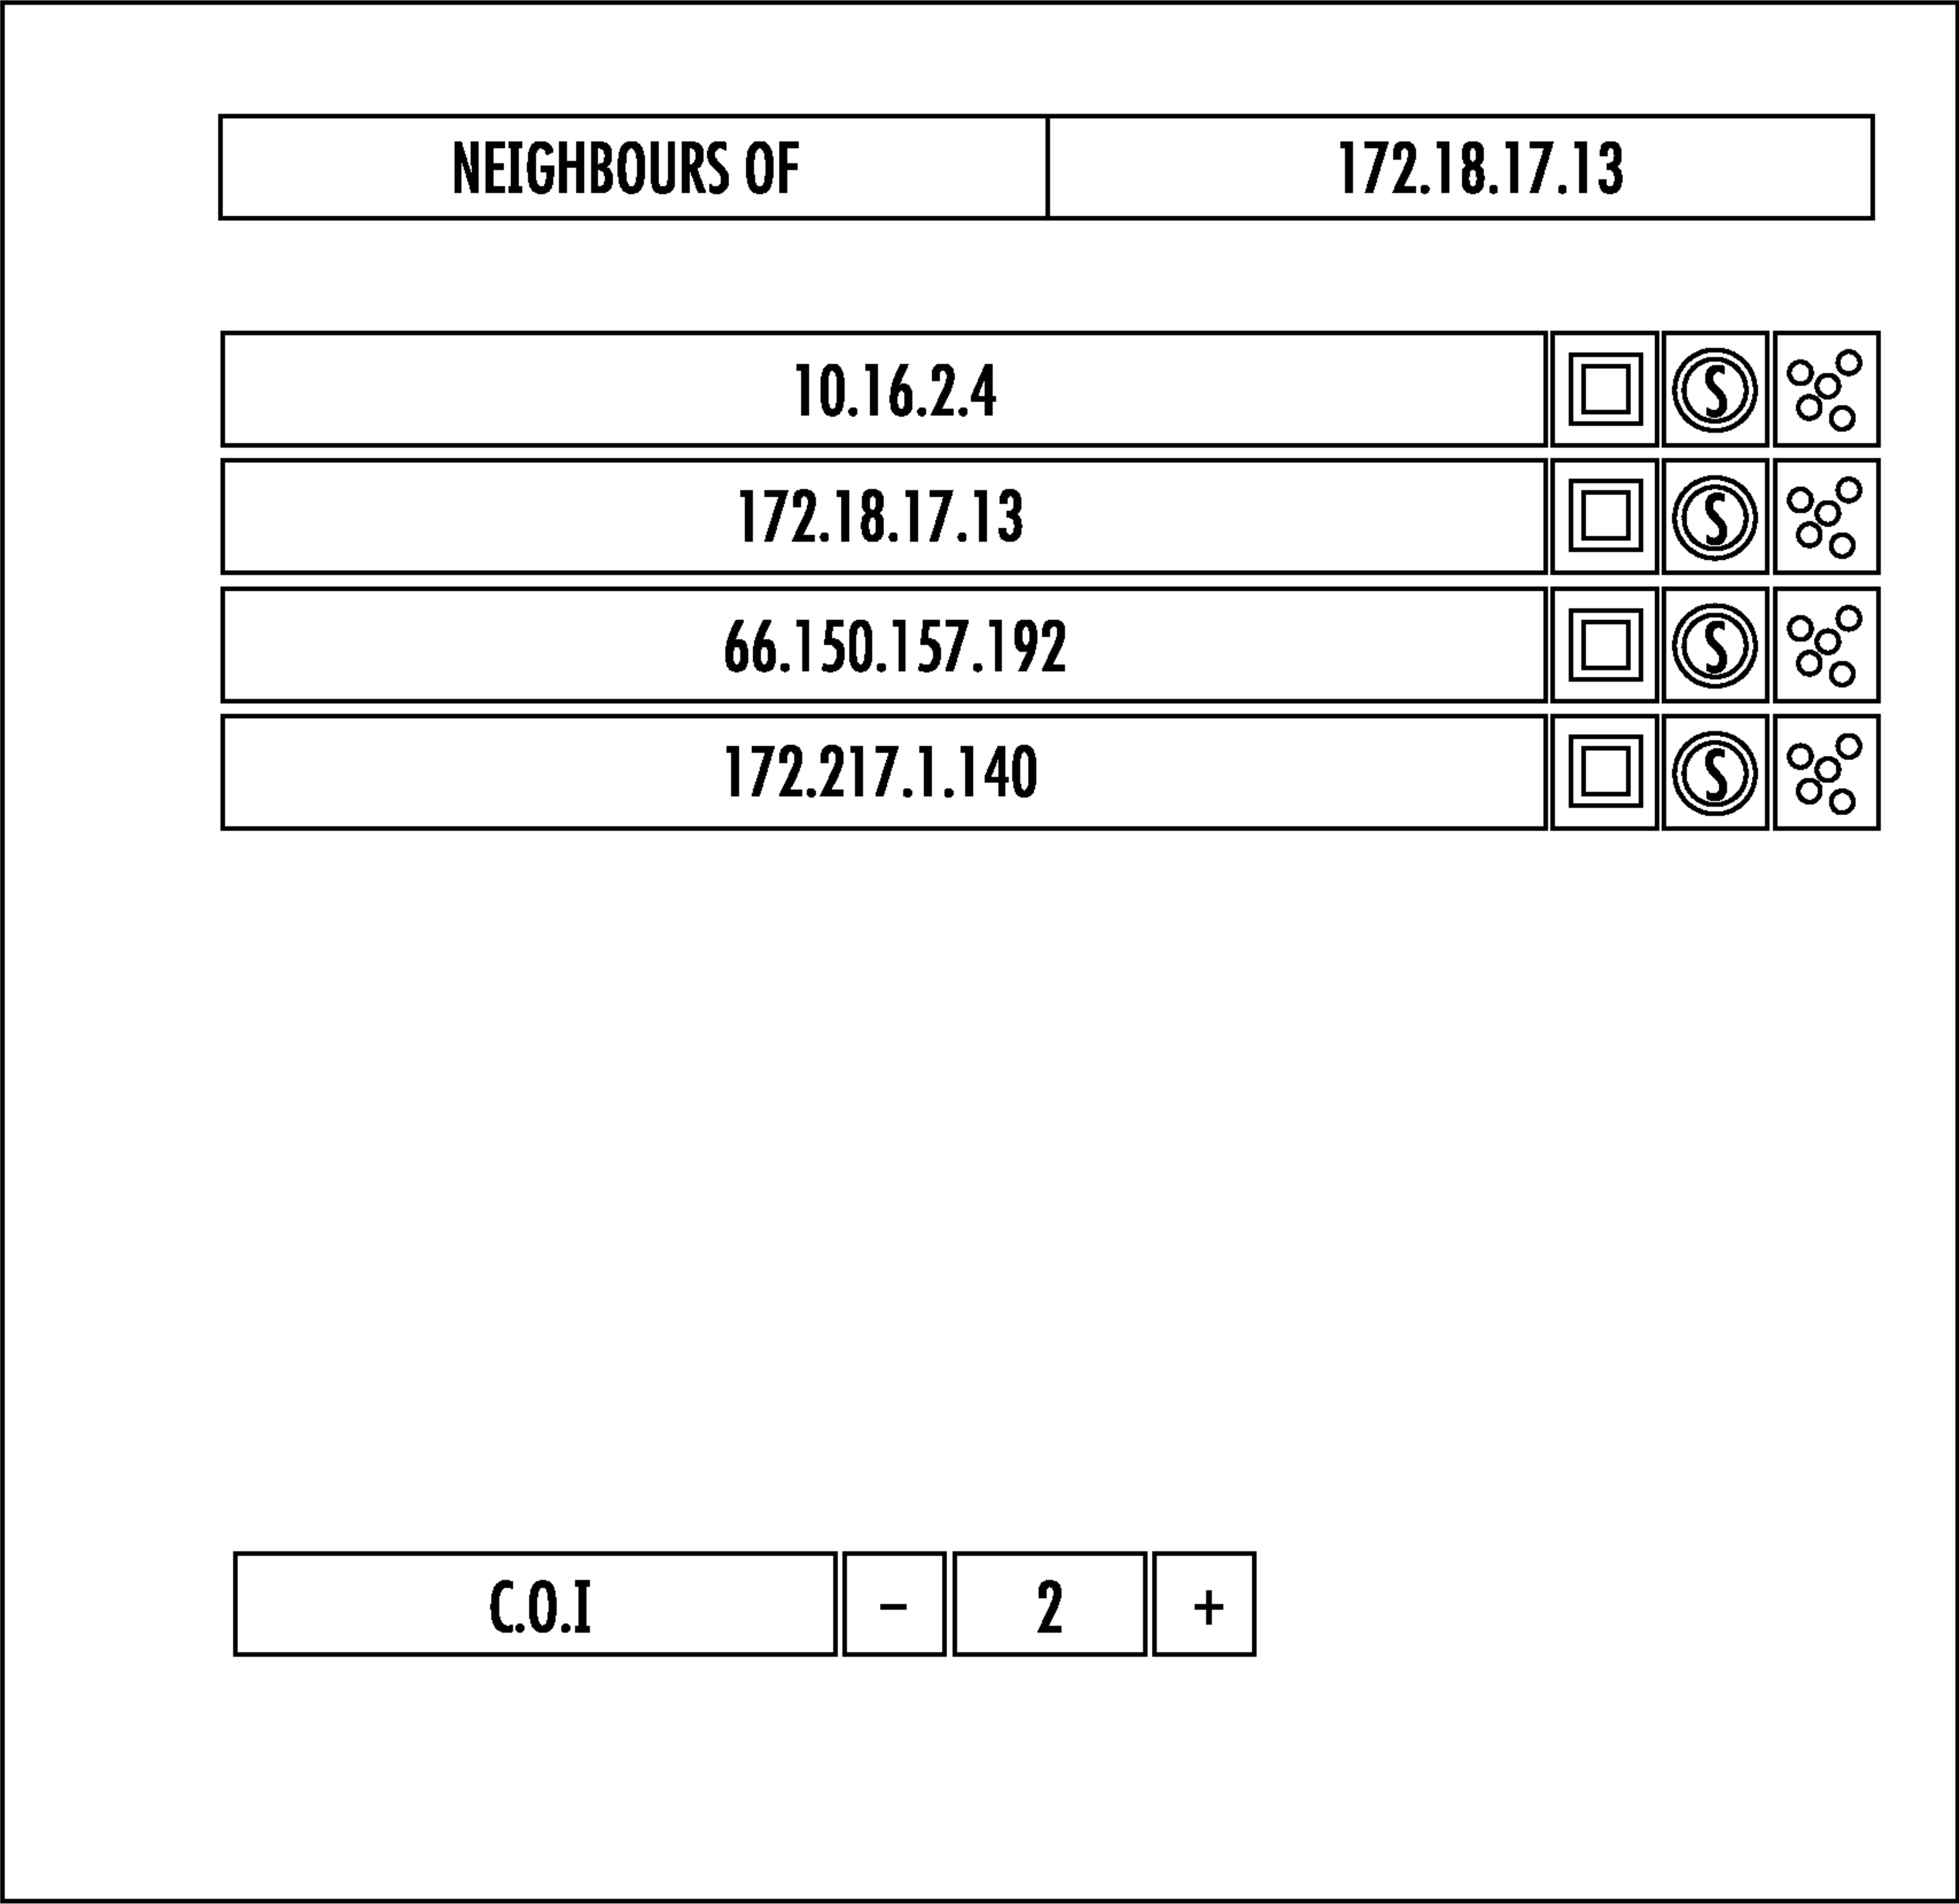 NEIGHBOURS OF 172.18.17.13
10.16.2.4 S
172.18.17.13 S
66.150.157.192 S
172.217.1.140 S
C.O.I − 2 +